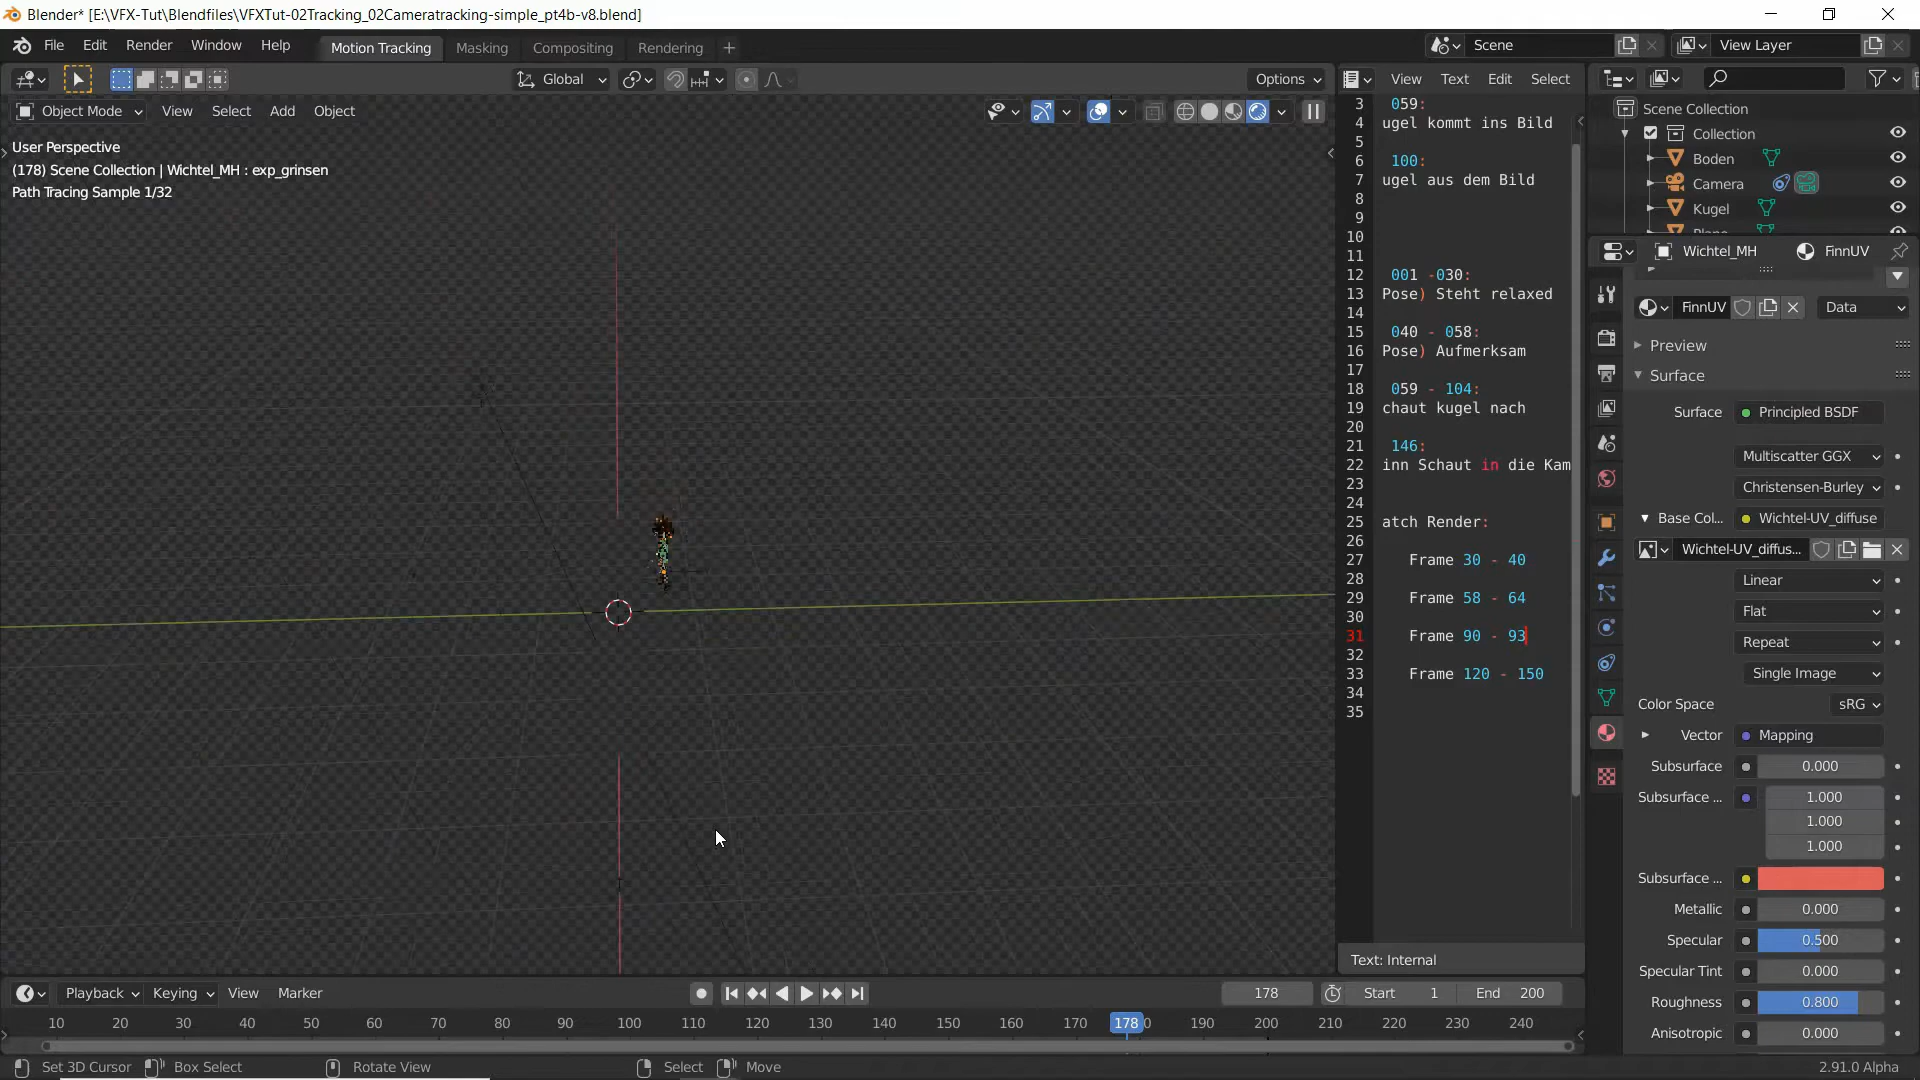 Blender* [E:\VFX-Tut\Blendfiles\VFXTut-02Tracking_02Cameratracking-simple_pt4b-v8.blend]
File Edit Render Window Help Motion Tracking Masking Compositing Rendering Scene View Layer
Global Options View Text Edit Select
Object Mode View Select Add Object
User Perspective
(178) Scene Collection | Wichtel_MH : exp_grinsen
Path Tracing Sample 1/32
3 059:
4 ugel kommt ins Bild
5
6 100:
7 ugel aus dem Bild
8
9
10
11
12 001 -030:
13 Pose) Steht relaxed
14
15 040 - 058:
16 Pose) Aufmerksam
17
18 059 - 104:
19 chaut kugel nach
20
21 146:
22 inn Schaut in die Kam
23
24
25 atch Render:
26
27 Frame 30 - 40
28
29 Frame 58 - 64
30
31 Frame 90 - 93
32
33 Frame 120 - 150
34
35
Text: Internal
Scene Collection
Collection
Boden
Camera
Kugel
Wichtel_MH FinnUV
FinnUV Data
Preview
Surface
Surface Principled BSDF
Multiscatter GGX
Christensen-Burley
Base Col... Wichtel-UV_diffuse
Wichtel-UV_diffus...
Linear
Flat
Repeat
Single Image
Color Space sRG
Vector Mapping
Subsurface 0.000
Subsurface ... 1.000
1.000
1.000
Subsurface ...
Metallic 0.000
Specular 0.500
Specular Tint 0.000
Roughness 0.800
Anisotropic 0.000
Playback Keying View Marker 178 Start 1 End 200
10 20 30 40 50 60 70 80 90 100 110 120 130 140 150 160 170 178 0 190 200 210 220 230 240
Set 3D Cursor Box Select Rotate View Select Move 2.91.0 Alpha